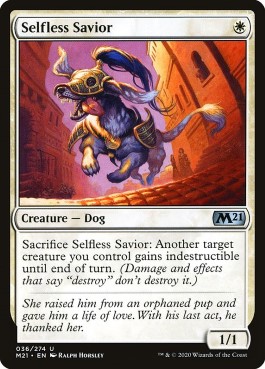 Selfless Savior
M21
Creature — Dog
Sacrifice Selfless Savior: Another target
creature you control gains indestructible
until end of turn. (Damage and effects
that say "destroy" don't destroy it.)
She raised him from an orphaned pup and
gave him a life of love. With his last act, he
thanked her.
1/1
036/274 U
M21 • EN RALPH HORSLEY
™ & © 2020 Wizards of the Coast